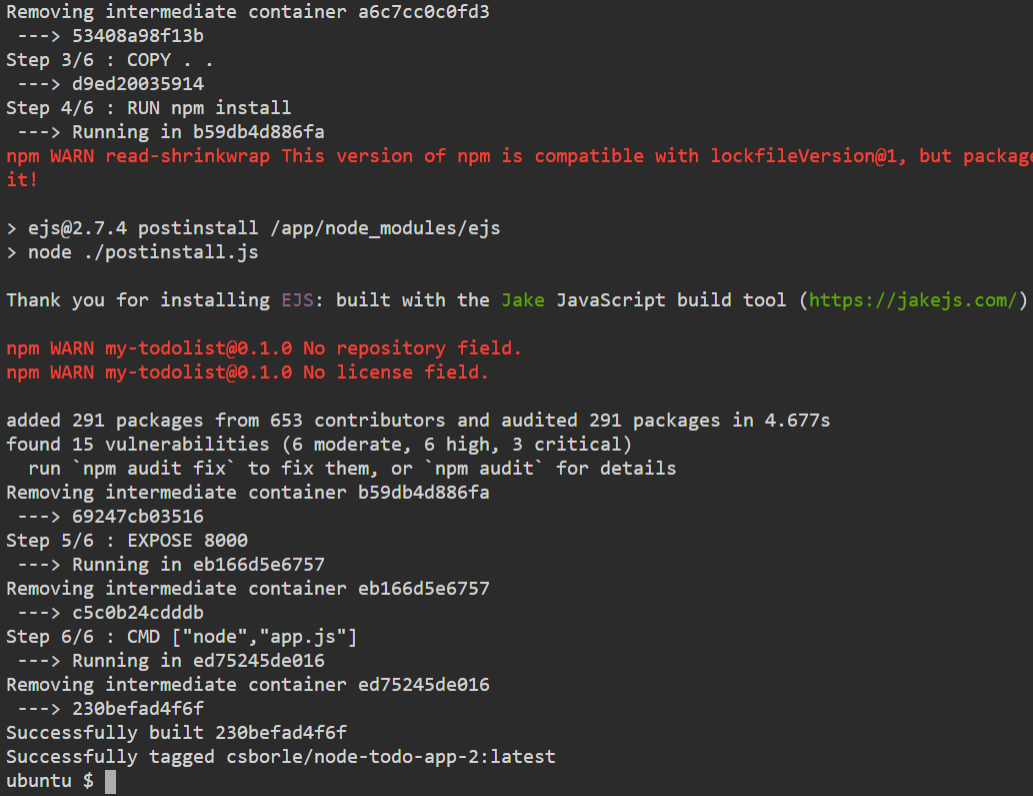 Removing intermediate container a6c7cc0c0fd3
 ---> 53408a98f13b
Step 3/6 : COPY . .
 ---> d9ed20035914
Step 4/6 : RUN npm install
 ---> Running in b59db4d886fa
npm WARN read-shrinkwrap This version of npm is compatible with lockfileVersion@1, but package
it!
> ejs@2.7.4 postinstall /app/node_modules/ejs
> node ./postinstall.js
Thank you for installing EJS: built with the Jake JavaScript build tool (https://jakejs.com/)
npm WARN my-todolist@0.1.0 No repository field.
npm WARN my-todolist@0.1.0 No license field.
added 291 packages from 653 contributors and audited 291 packages in 4.677s
found 15 vulnerabilities (6 moderate, 6 high, 3 critical)
  run `npm audit fix` to fix them, or `npm audit` for details
Removing intermediate container b59db4d886fa
 ---> 69247cb03516
Step 5/6 : EXPOSE 8000
 ---> Running in eb166d5e6757
Removing intermediate container eb166d5e6757
 ---> c5c0b24cdddb
Step 6/6 : CMD ["node","app.js"]
 ---> Running in ed75245de016
Removing intermediate container ed75245de016
 ---> 230befad4f6f
Successfully built 230befad4f6f
Successfully tagged csborle/node-todo-app-2:latest
ubuntu $